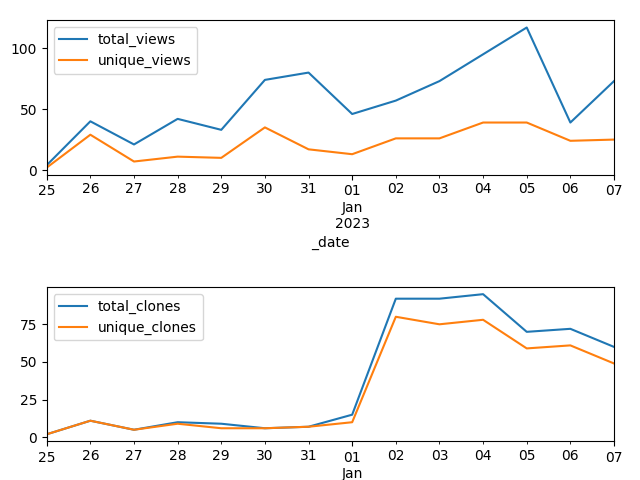 total_views
unique_views
100
50
0
25 26 27 28 29 30 31 01 02 03 04 05 06 07
Jan
2023
_date
total_clones
unique_clones
75
50
25
0
25 26 27 28 29 30 31 01 02 03 04 05 06 07
Jan